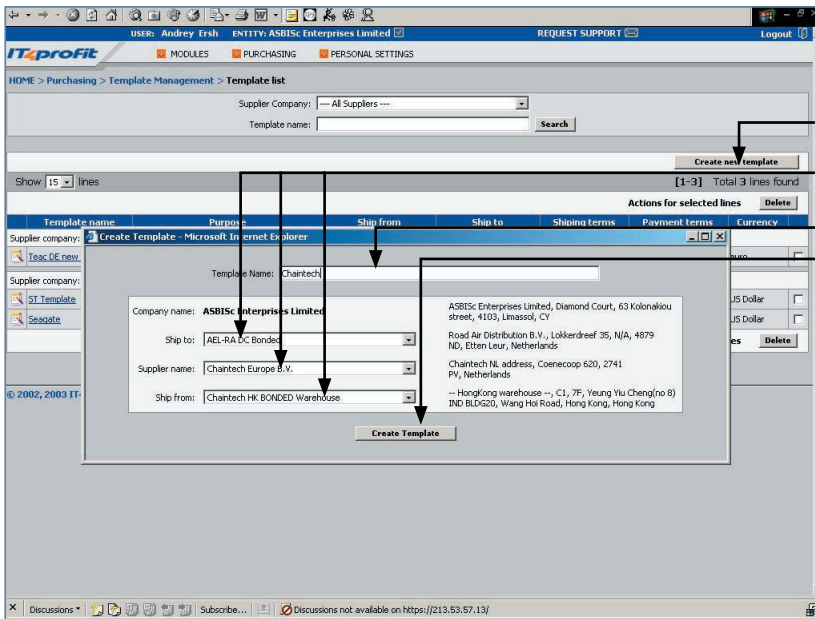 USER: Andrey Ersh ENTITY: ASBISc Enterprises Limited REQUEST SUPPORT Logout
IT4profit MODULES PURCHASING PERSONAL SETTINGS
HOME > Purchasing > Template Management > Template list
Supplier Company: --- All Suppliers ---
Template name: Search
Create new template
Show 15 lines [1-3] Total 3 lines found
Actions for selected lines Delete
Template name Purpose Ship from Ship to Shiping terms Payment terms Currency
Supplier company:
Create Template - Microsoft Internet Explorer
Teac DE new
Template Name: Chaintech
Supplier company:
ST Template US Dollar
Seagate US Dollar
Company name: ASBISc Enterprises Limited
ASBISc Enterprises Limited, Diamond Court, 63 Kolonakiou
street, 4103, Limassol, CY
Ship to: AEL-RA DC Bonded
Road Air Distribution B.V., Lokkerdreef 35, N/A, 4879
ND, Etten Leur, Netherlands
Supplier name: Chaintech Europe B.V.
Chaintech NL address, Coenecoop 620, 2741
PV, Netherlands
Ship from: Chaintech HK BONDED Warehouse
-- HongKong warehouse --, C1, 7F, Yeung Yiu Cheng(no 8)
IND BLDG20, Wang Hoi Road, Hong Kong, Hong Kong
Create Template
es Delete
© 2002, 2003 IT
Discussions Subscribe... Discussions not available on https://213.53.57.13/